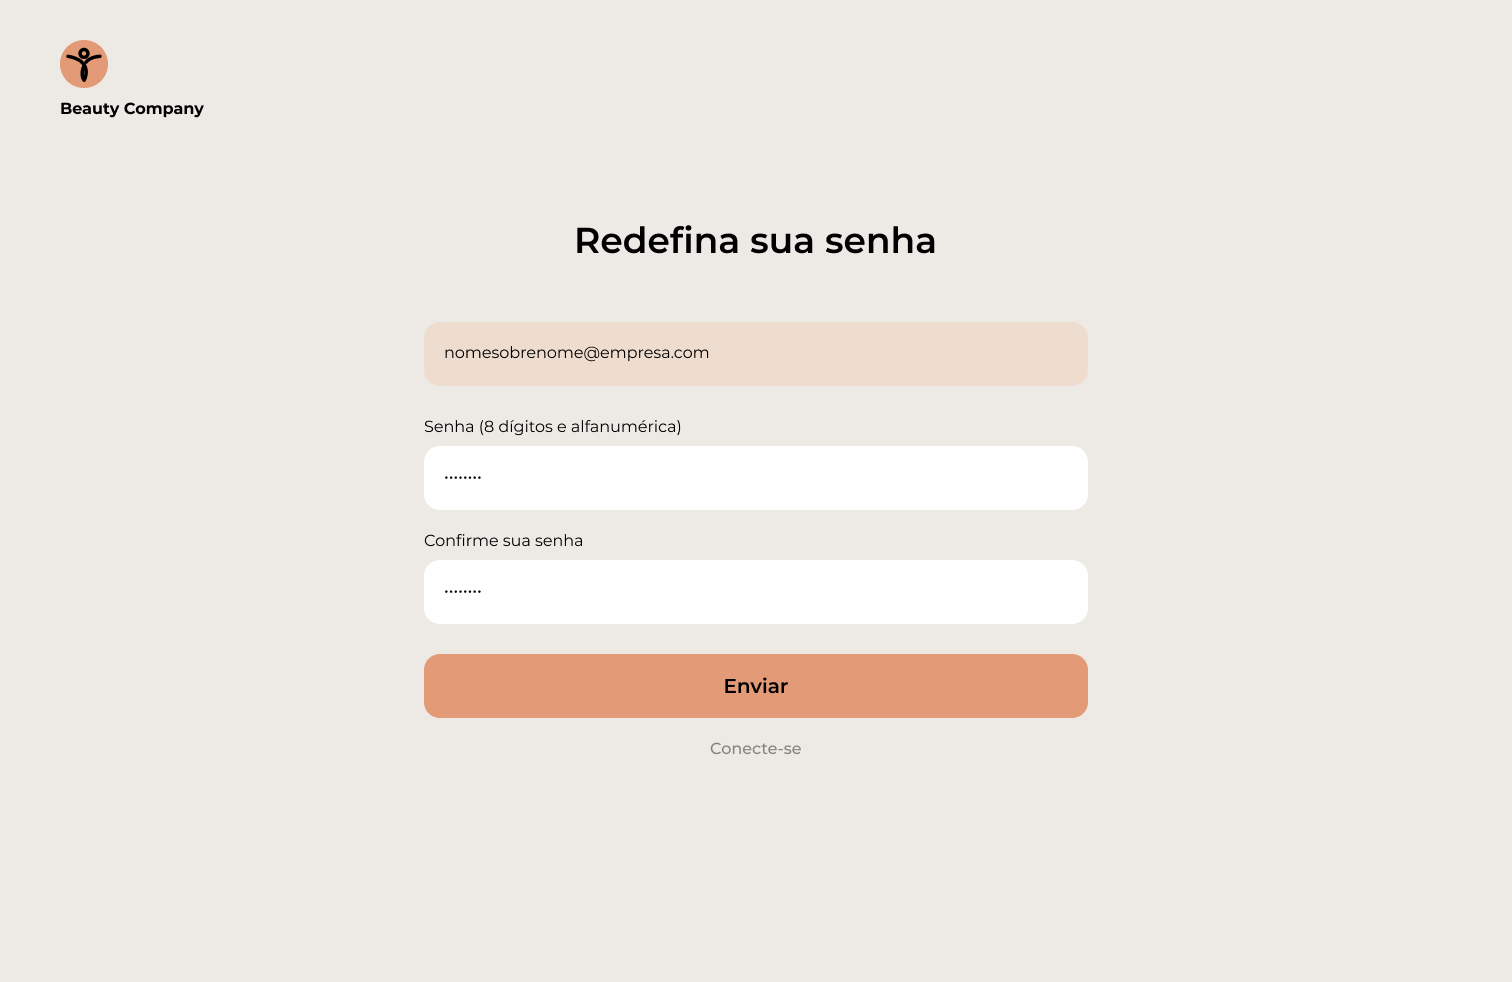 Beauty Company
Redefina sua senha
nomesobrenome@empresa.com
Senha (8 dígitos e alfanumérica)
........
Confirme sua senha
........
Enviar
Conecte-se